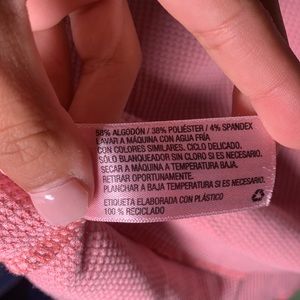 58% ALGODÓN / 38% POLIÉSTER / 4% SPANDEX
LAVAR A MÁQUINA CON AGUA FRÍA
CON COLORES SIMILARES. CICLO DELICADO.
SÓLO BLANQUEADOR SIN CLORO SI ES NECESARIO.
SECAR A MÁQUINA A TEMPERATURA BAJA.
RETIRAR OPORTUNAMENTE.
PLANCHAR A BAJA TEMPERATURA SI ES NECESARIO.
ETIQUETA ELABORADA CON PLÁSTICO
100 % RECICLADO